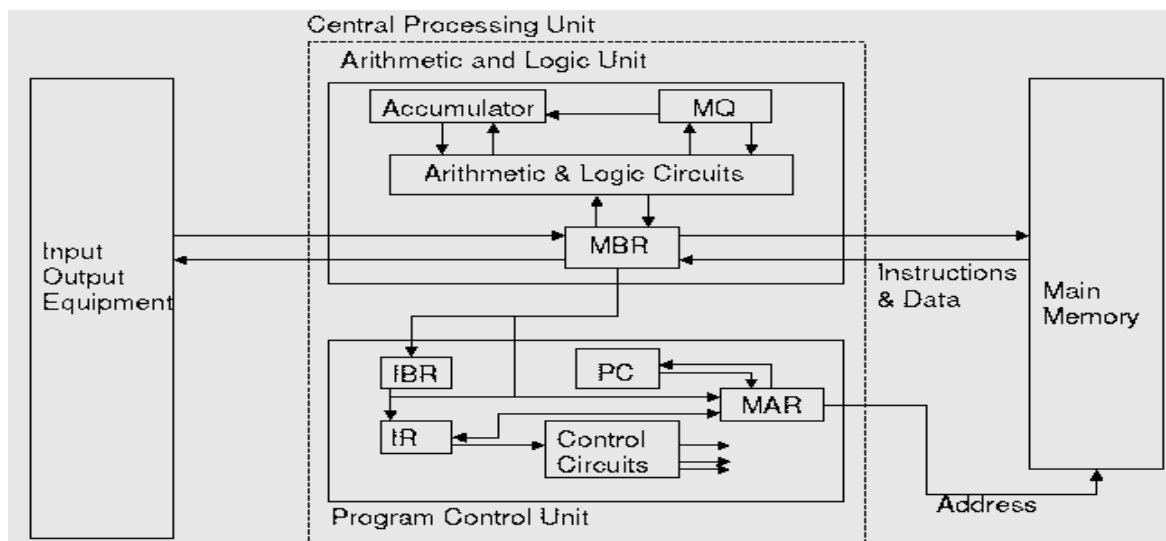 Central Processing Unit
Arithmetic and Logic Unit
Accumulator
MQ
Arithmetic & Logic Circuits
MBR
Input
Output
Equipment
Instructions
& Data
Main
Memory
IBR
PC
MAR
IR
Control
Circuits
Address
Program Control Unit